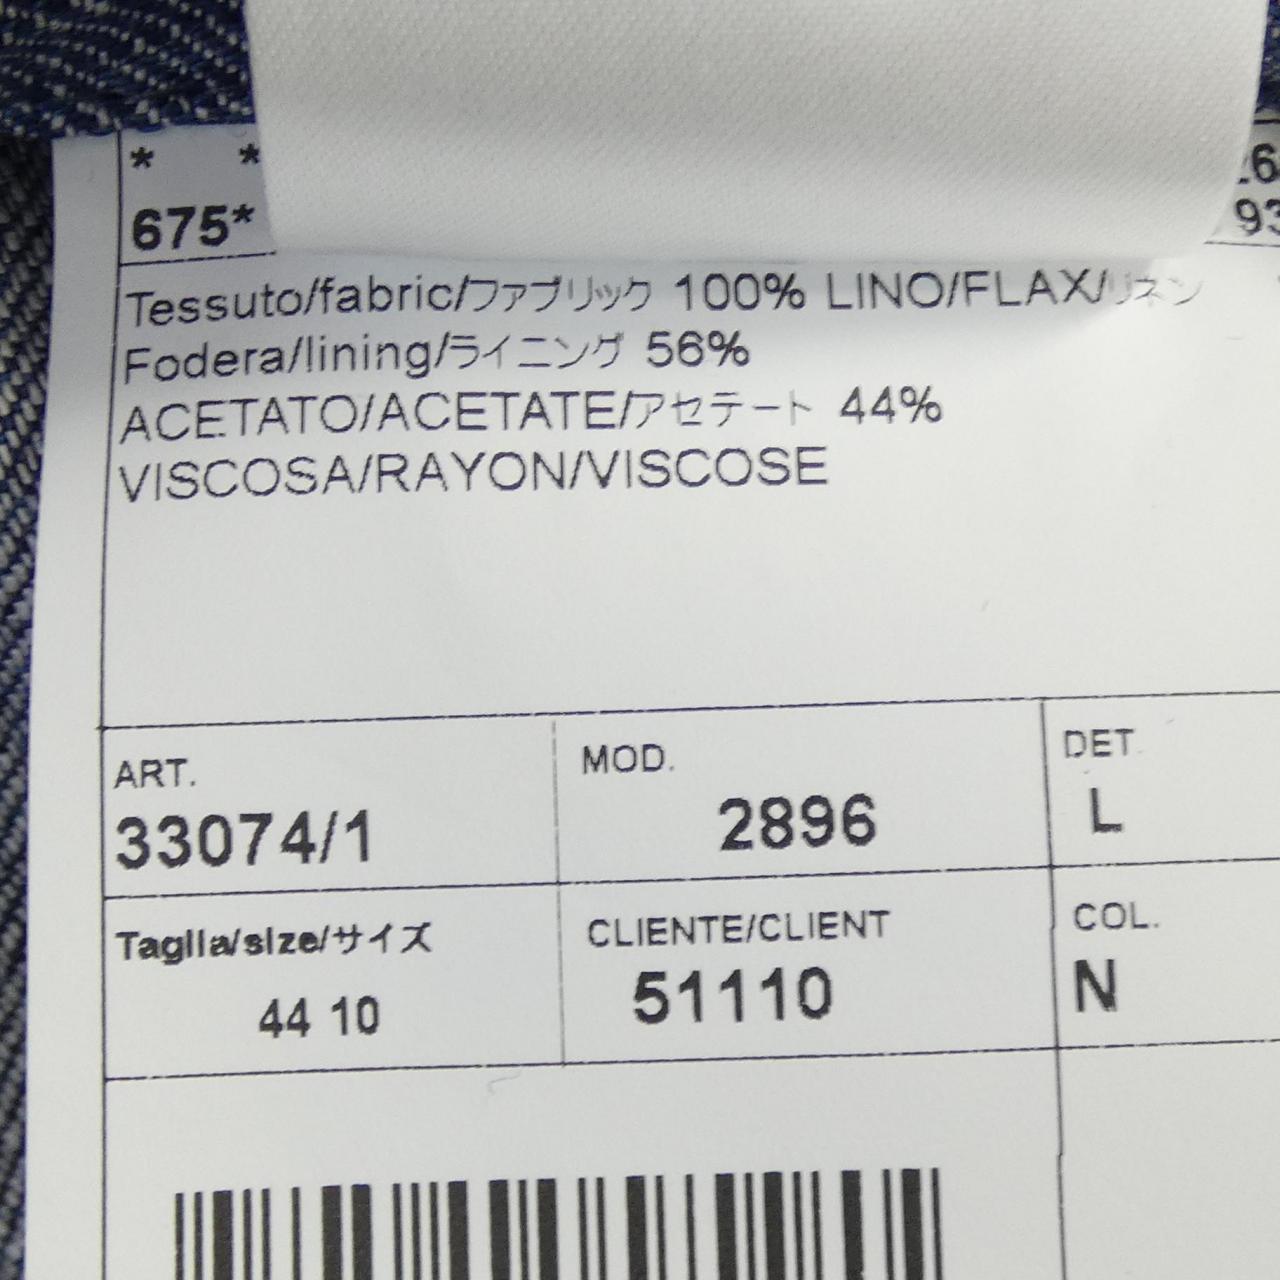 * *
675*
93
Tessuto/fabric/ファブリック 100% LINO/FLAX/リネン
Fodera/lining/ライニング 56%
ACETATO/ACETATE/アセテート 44%
VISCOSA/RAYON/VISCOSE
ART. MOD. DET.
33074/1 2896 L
Taglia/size/サイズ CLIENTE/CLIENT COL.
44 10 51110 N